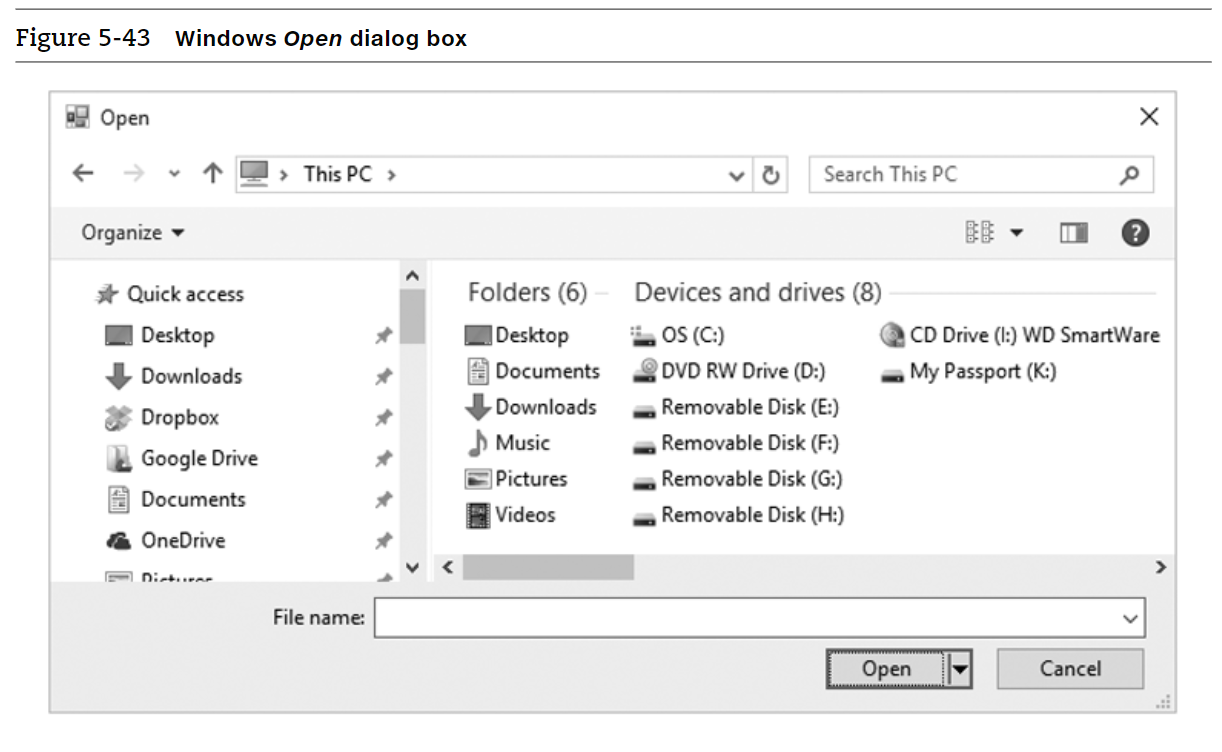 Figure 5-43 Windows Open dialog box
Open
This PC
Search This PC
Organize
?
Quick access
Desktop
Downloads
Dropbox
Google Drive
Documents
OneDrive
Pictures
Folders (6)
Desktop
Documents
Downloads
Music
Pictures
Videos
Devices and drives (8)
OS (C:)
DVD RW Drive (D:)
Removable Disk (E:)
Removable Disk (F:)
Removable Disk (G:)
Removable Disk (H:)
CD Drive (I:) WD SmartWare
My Passport (K:)
File name:
Open
Cancel